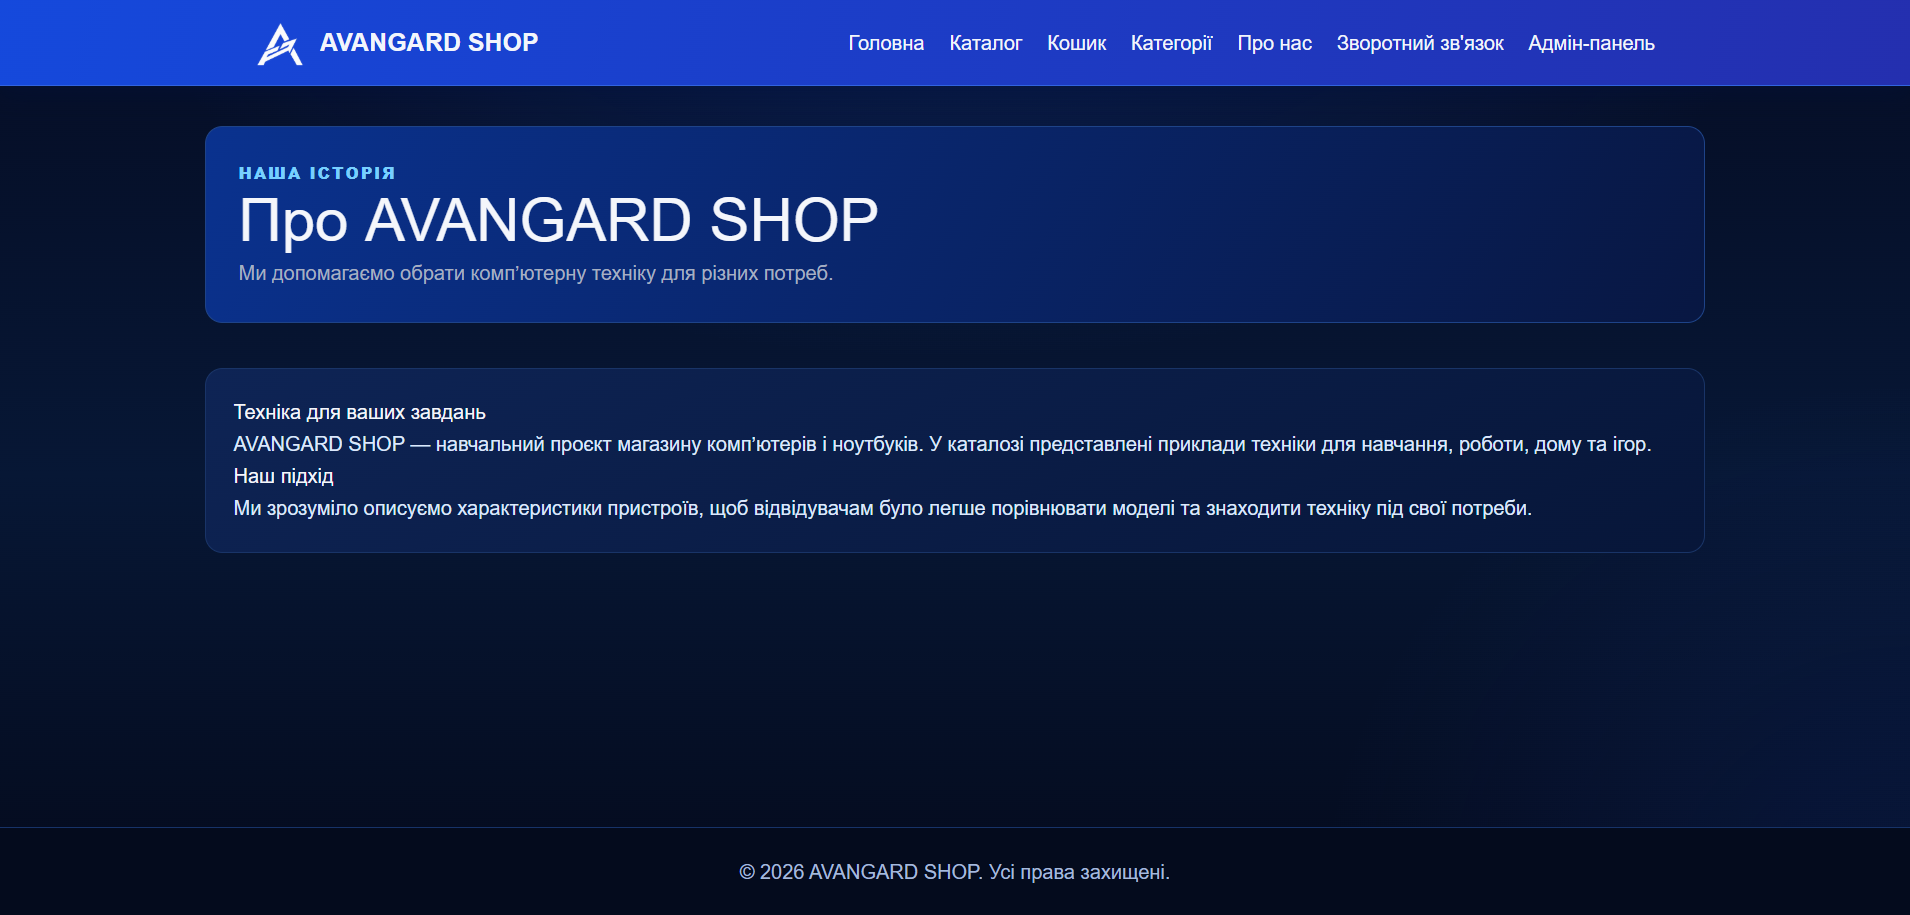 AVANGARD SHOP
Головна Каталог Кошик Категорії Про нас Зворотний зв'язок Адмін-панель
НАША ІСТОРІЯ
Про AVANGARD SHOP
Ми допомагаємо обрати комп’ютерну техніку для різних потреб.
Техніка для ваших завдань
AVANGARD SHOP — навчальний проєкт магазину комп’ютерів і ноутбуків. У каталозі представлені приклади техніки для навчання, роботи, дому та ігор.
Наш підхід
Ми зрозуміло описуємо характеристики пристроїв, щоб відвідувачам було легше порівнювати моделі та знаходити техніку під свої потреби.
© 2026 AVANGARD SHOP. Усі права захищені.